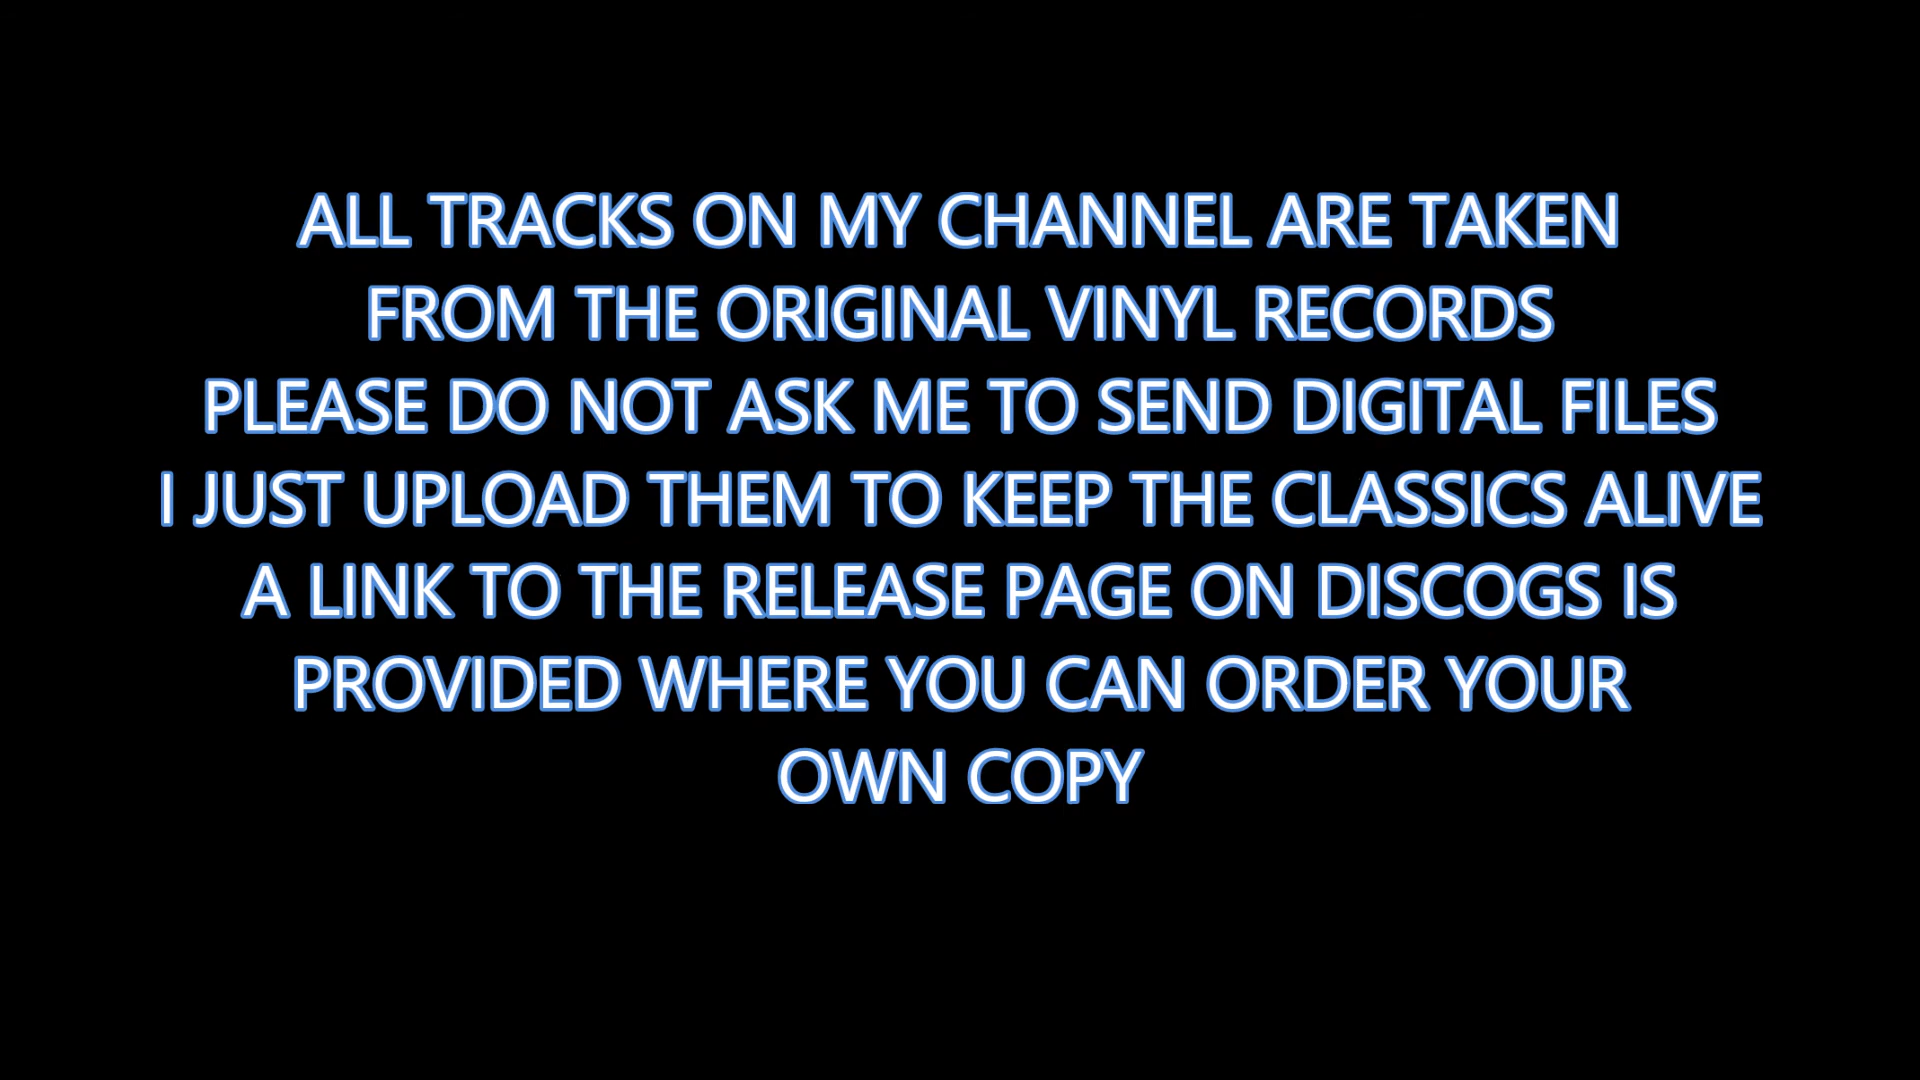 ALL TRACKS ON MY CHANNEL ARE TAKEN
FROM THE ORIGINAL VINYL RECORDS
PLEASE DO NOT ASK ME TO SEND DIGITAL FILES
I JUST UPLOAD THEM TO KEEP THE CLASSICS ALIVE
A LINK TO THE RELEASE PAGE ON DISCOGS IS
PROVIDED WHERE YOU CAN ORDER YOUR
OWN COPY